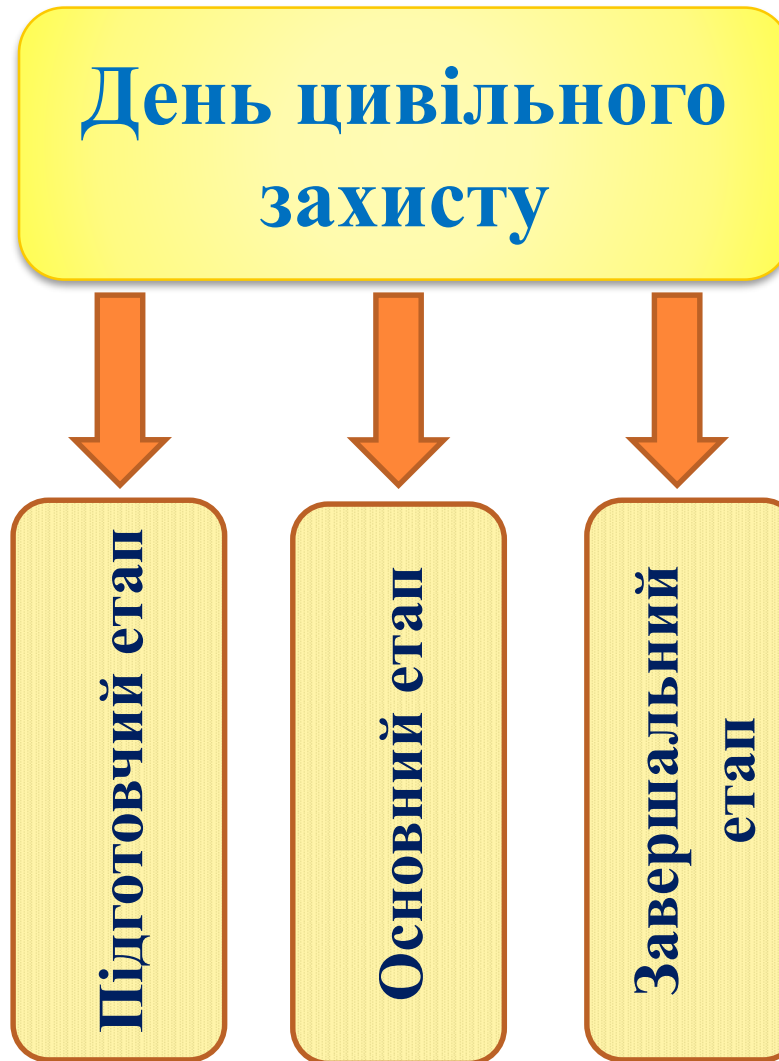 День цивільного
захисту
Підготовчий етап
Основний етап
Завершальний
етап